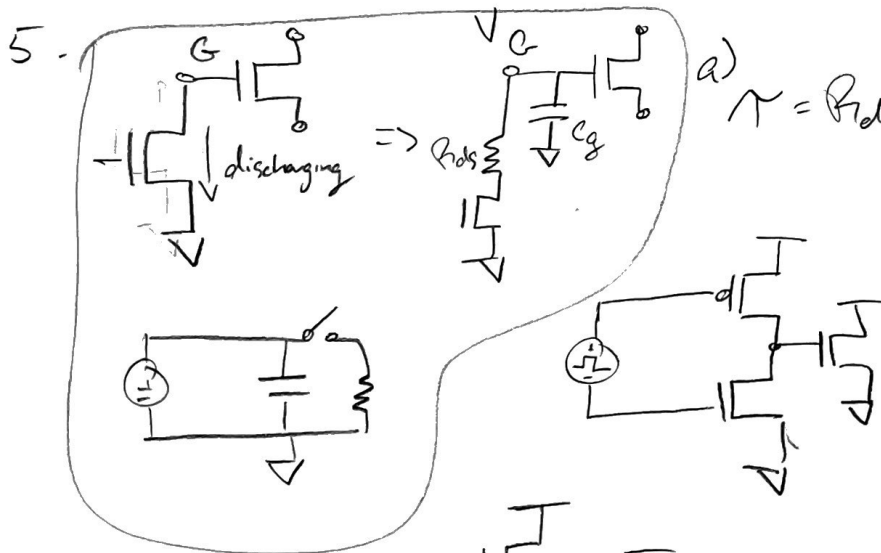 5.
G
discharging
=>
G
Rds
Cg
a)
τ = Rd